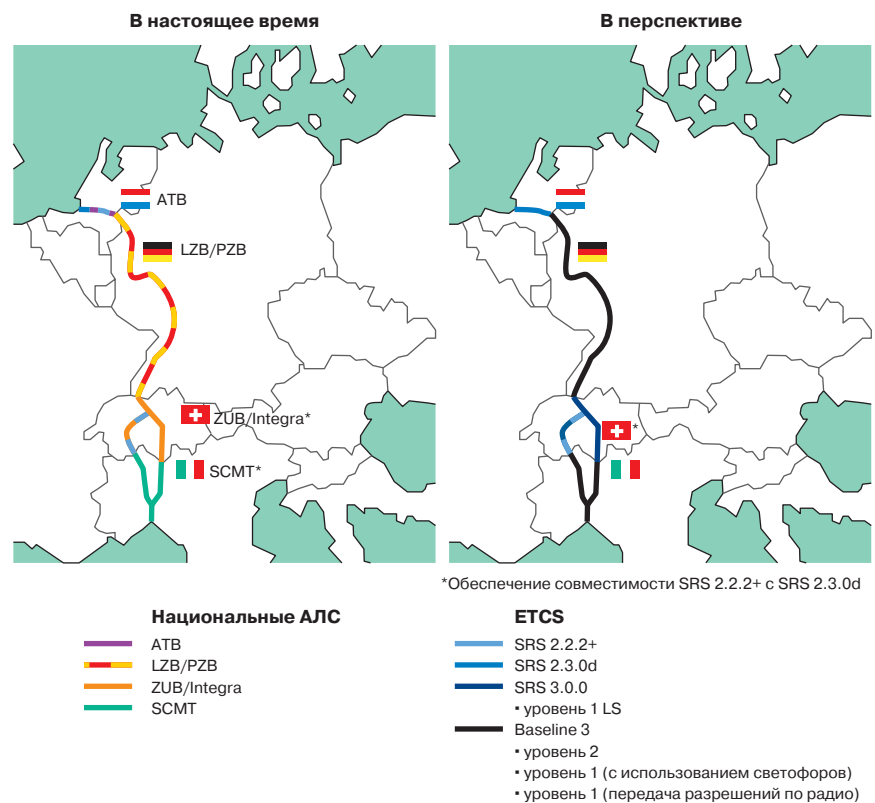 В настоящее время
В перспективе
ATB
LZB/PZB
ZUB/Integra*
SCMT*
*
*Обеспечение совместимости SRS 2.2.2+ с SRS 2.3.0d
Национальные АЛС
ATB
LZB/PZB
ZUB/Integra
SCMT
ETCS
SRS 2.2.2+
SRS 2.3.0d
SRS 3.0.0
• уровень 1 LS
Baseline 3
• уровень 2
• уровень 1 (с использованием светофоров)
• уровень 1 (передача разрешений по радио)